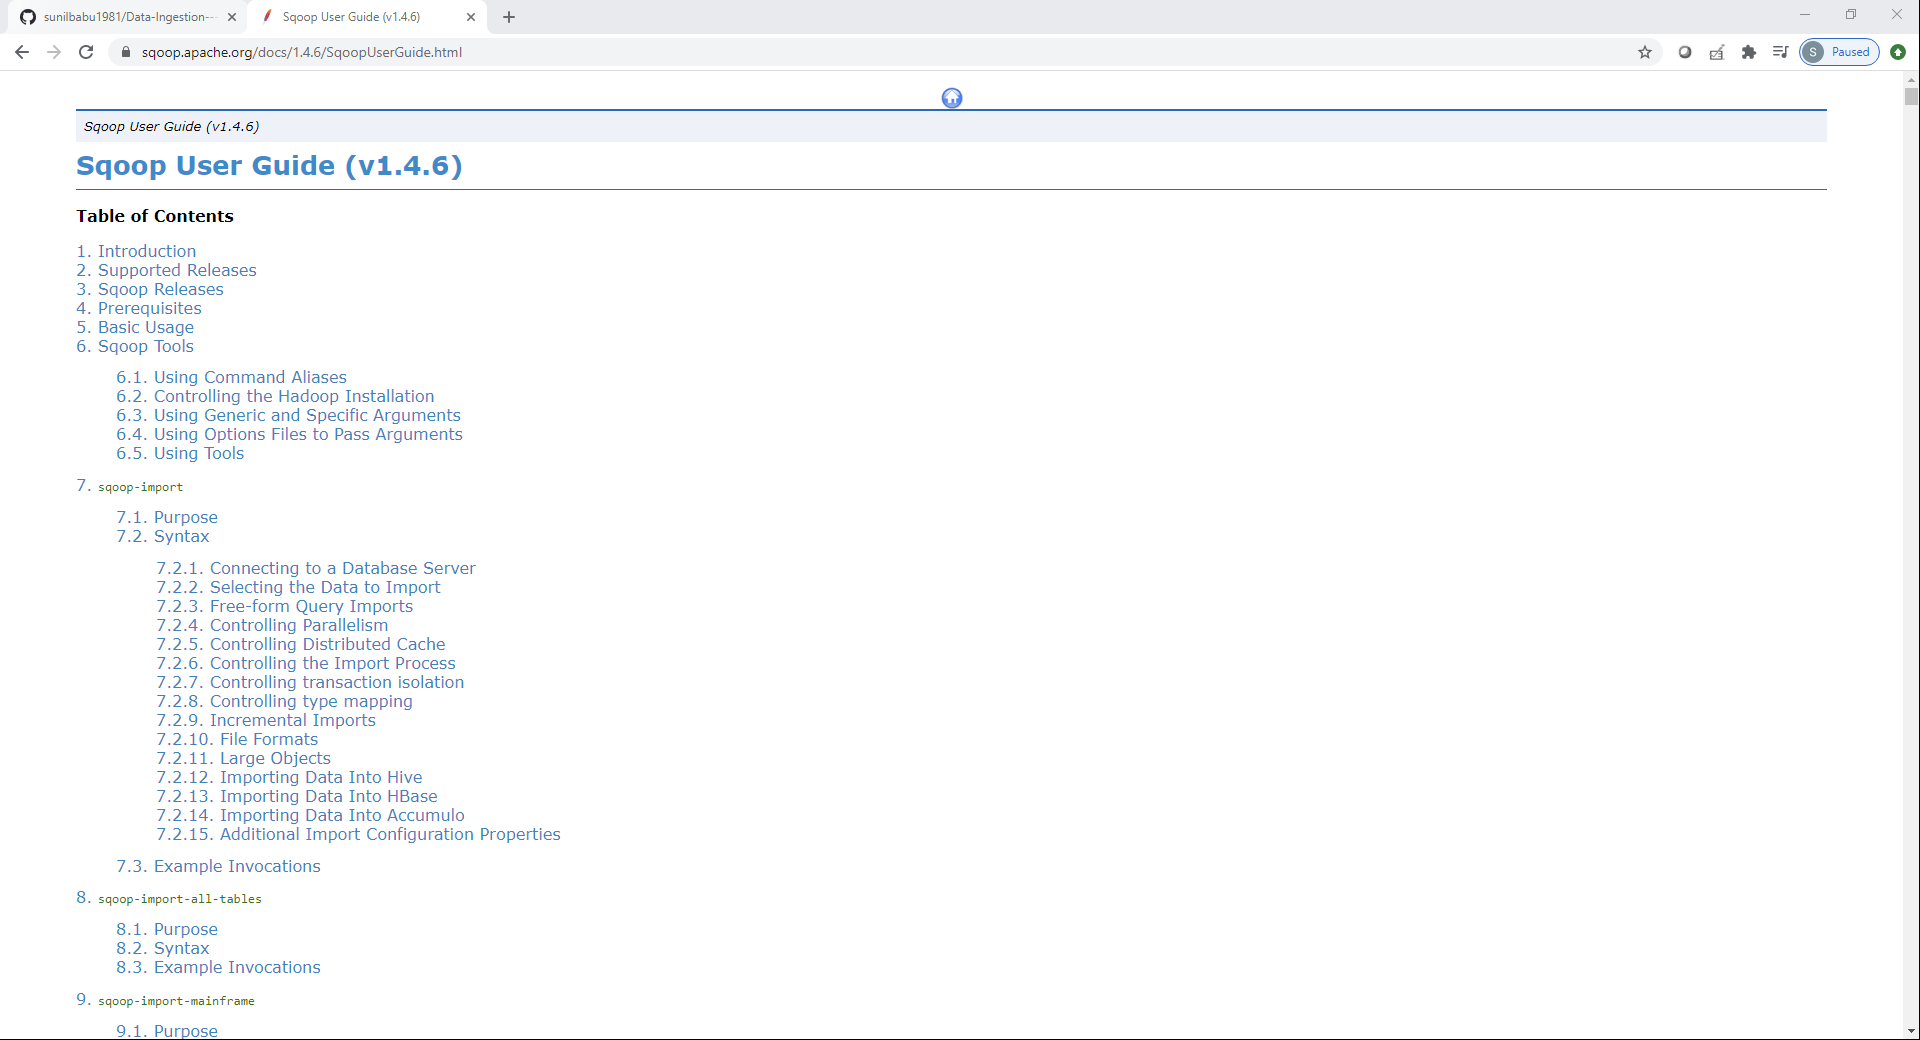 sunilbabu1981/Data-Ingestion--
Sqoop User Guide (v1.4.6)
sqoop.apache.org/docs/1.4.6/SqoopUserGuide.html
S Paused
Sqoop User Guide (v1.4.6)
Sqoop User Guide (v1.4.6)
Table of Contents
1. Introduction
2. Supported Releases
3. Sqoop Releases
4. Prerequisites
5. Basic Usage
6. Sqoop Tools
6.1. Using Command Aliases
6.2. Controlling the Hadoop Installation
6.3. Using Generic and Specific Arguments
6.4. Using Options Files to Pass Arguments
6.5. Using Tools
7. sqoop-import
7.1. Purpose
7.2. Syntax
7.2.1. Connecting to a Database Server
7.2.2. Selecting the Data to Import
7.2.3. Free-form Query Imports
7.2.4. Controlling Parallelism
7.2.5. Controlling Distributed Cache
7.2.6. Controlling the Import Process
7.2.7. Controlling transaction isolation
7.2.8. Controlling type mapping
7.2.9. Incremental Imports
7.2.10. File Formats
7.2.11. Large Objects
7.2.12. Importing Data Into Hive
7.2.13. Importing Data Into HBase
7.2.14. Importing Data Into Accumulo
7.2.15. Additional Import Configuration Properties
7.3. Example Invocations
8. sqoop-import-all-tables
8.1. Purpose
8.2. Syntax
8.3. Example Invocations
9. sqoop-import-mainframe
9.1. Purpose